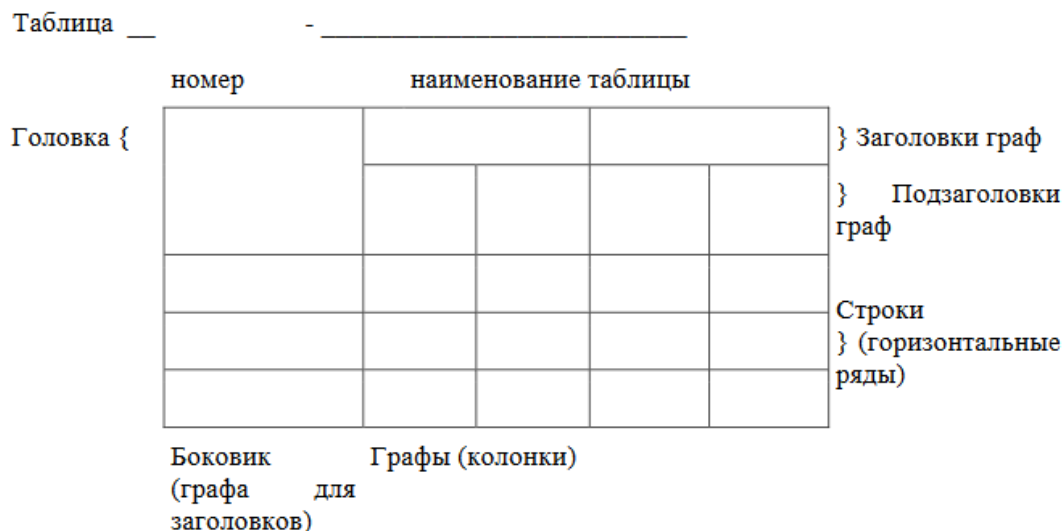 Таблица __ - __________________________
номер наименование таблицы
Головка {
} Заголовки граф
} Подзаголовки
граф
Строки
} (горизонтальные
ряды)
Боковик Графы (колонки)
(графа для
заголовков)